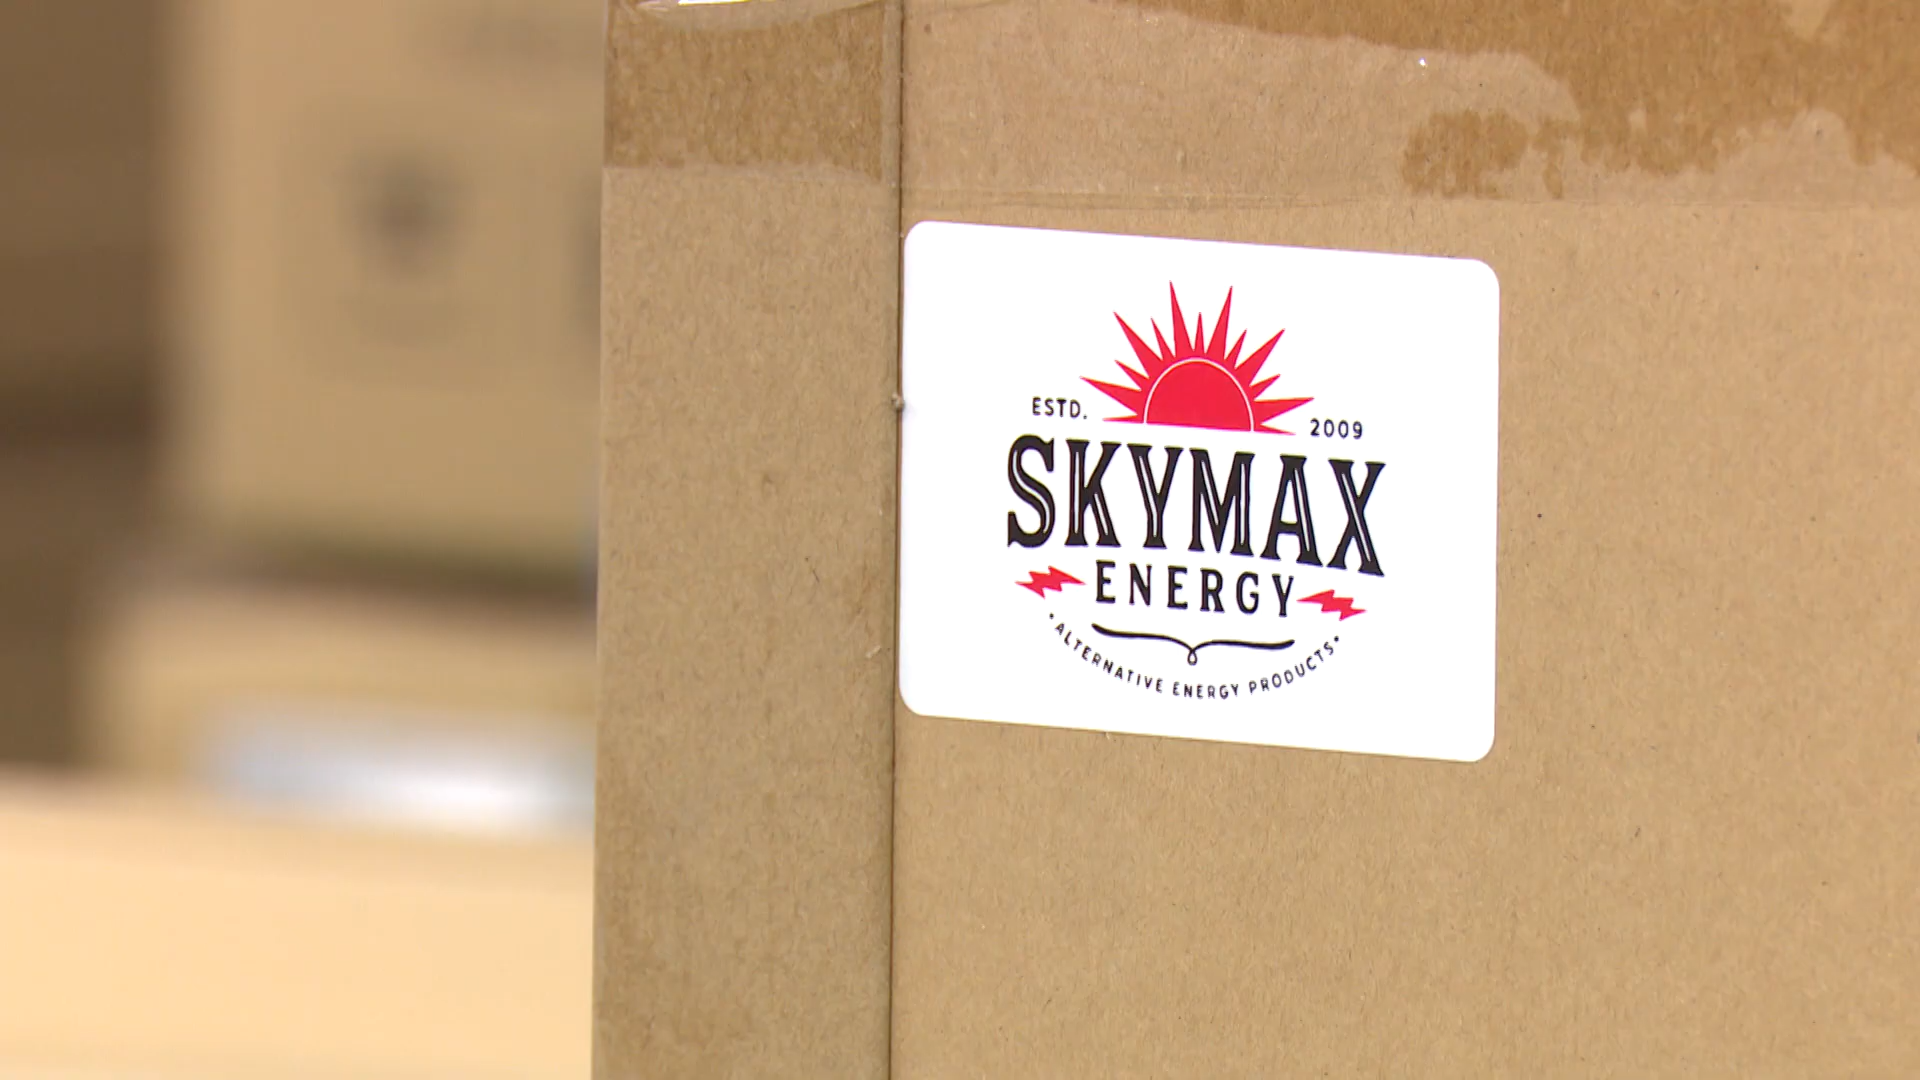 ESTD. 2009
SKYMAX
ENERGY
• ALTERNATIVE ENERGY PRODUCTS •